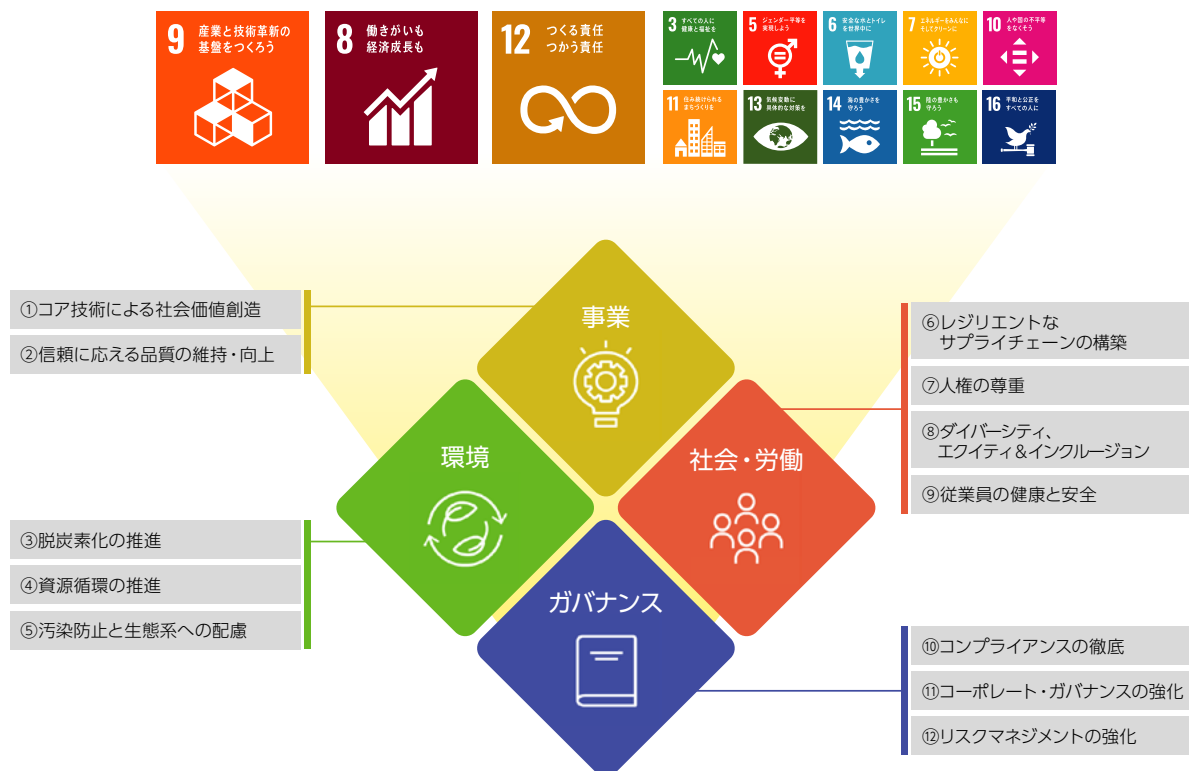 9 産業と技術革新の
基盤をつくろう
8 働きがいも
経済成長も
12 つくる責任
つかう責任
3 すべての人に
健康と福祉を
5 ジェンダー平等を
実現しよう
6 安全な水とトイレ
を世界中に
7 エネルギーをみんなに
そしてクリーンに
10 人や国の不平等
をなくそう
11 住み続けられる
まちづくりを
13 気候変動に
具体的な対策を
14 海の豊かさを
守ろう
15 陸の豊かさも
守ろう
16 平和と公正を
すべての人に
事業
①コア技術による社会価値創造
②信頼に応える品質の維持・向上
環境
③脱炭素化の推進
④資源循環の推進
⑤汚染防止と生態系への配慮
社会・労働
⑥レジリエントな
サプライチェーンの構築
⑦人権の尊重
⑧ダイバーシティ、
エクイティ&インクルージョン
⑨従業員の健康と安全
ガバナンス
⑩コンプライアンスの徹底
⑪コーポレート・ガバナンスの強化
⑫リスクマネジメントの強化